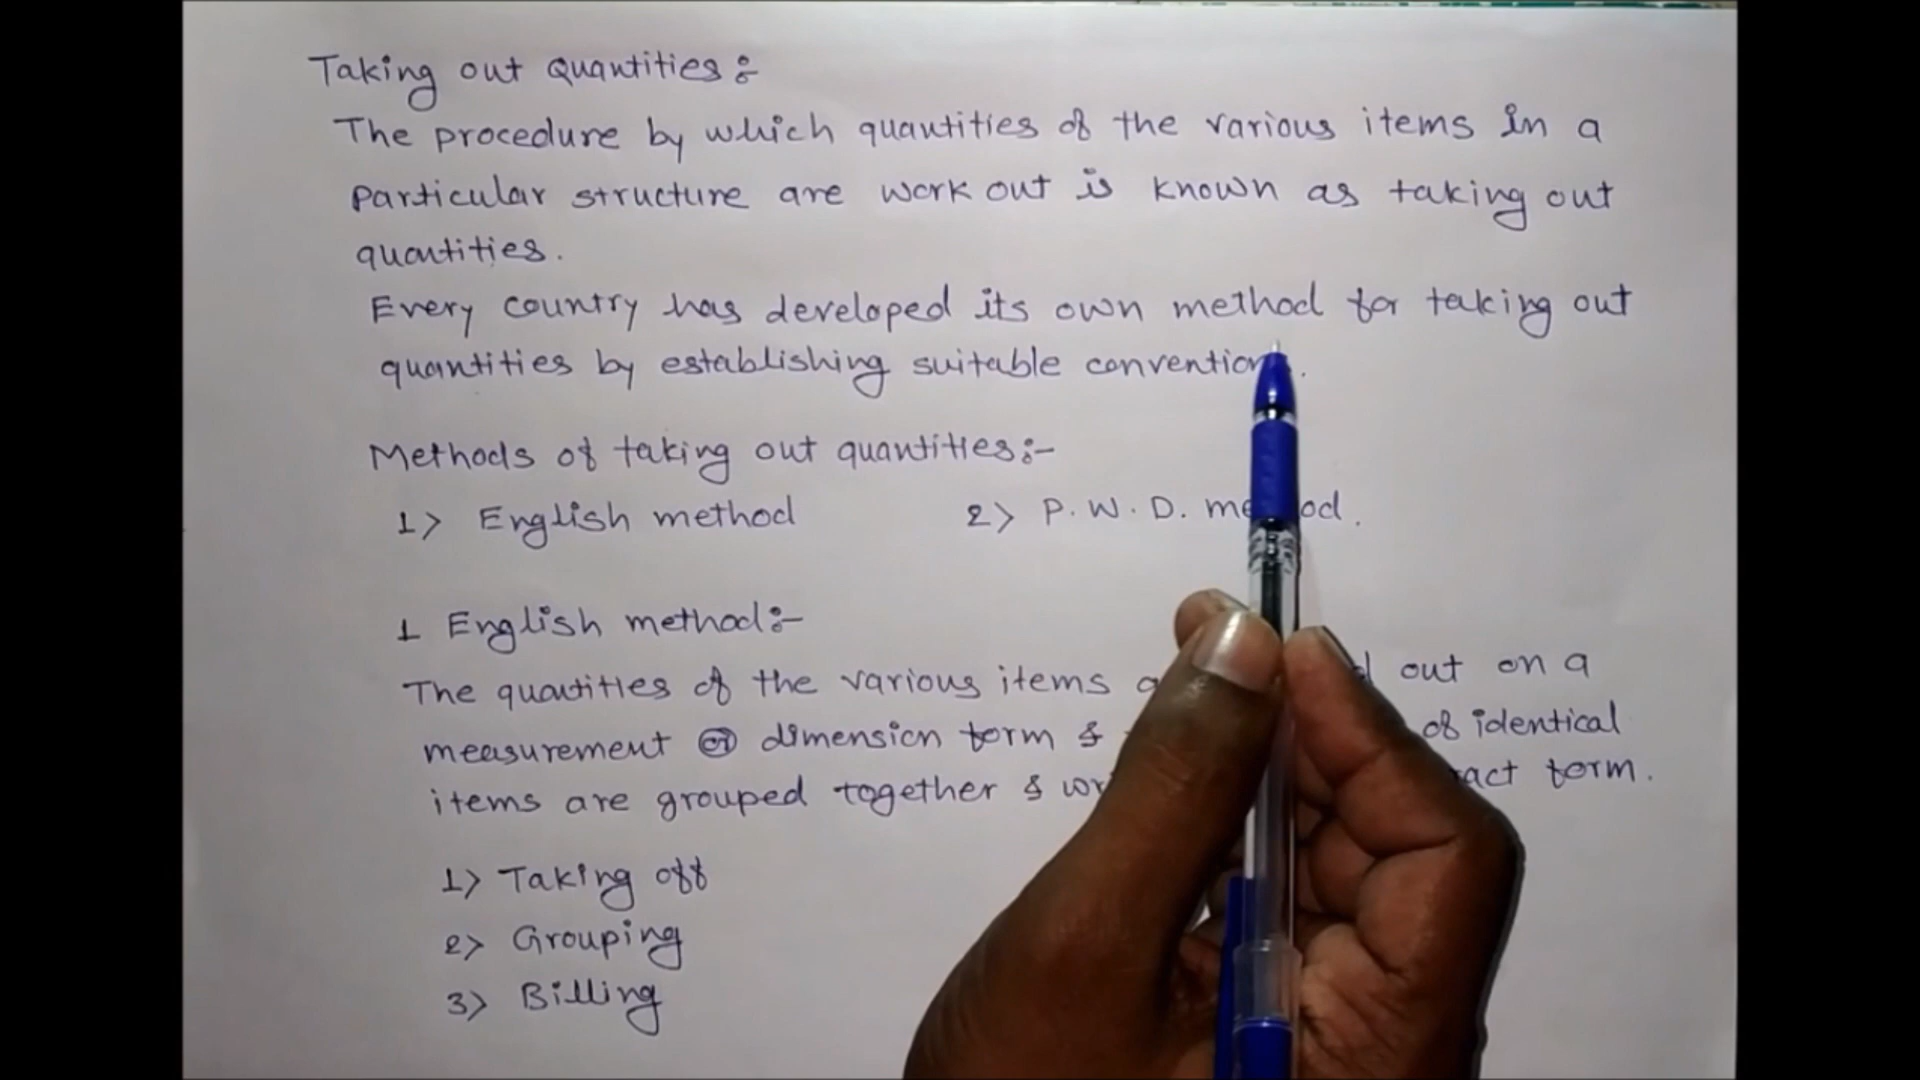 Taking out Quantities:-
The procedure by which quantities of the various items in a
particular structure are work out is known as taking out
quantities.
Every country has developed its own method for taking out
quantities by establishing suitable convention.
Methods of taking out quantities:-
1> English method 2> P.W.D. method.
1 English method:-
The quantities of the various items out on a
measurement or dimension form & of identical
items are grouped together & form.
1> Taking off
2> Grouping
3> Billing